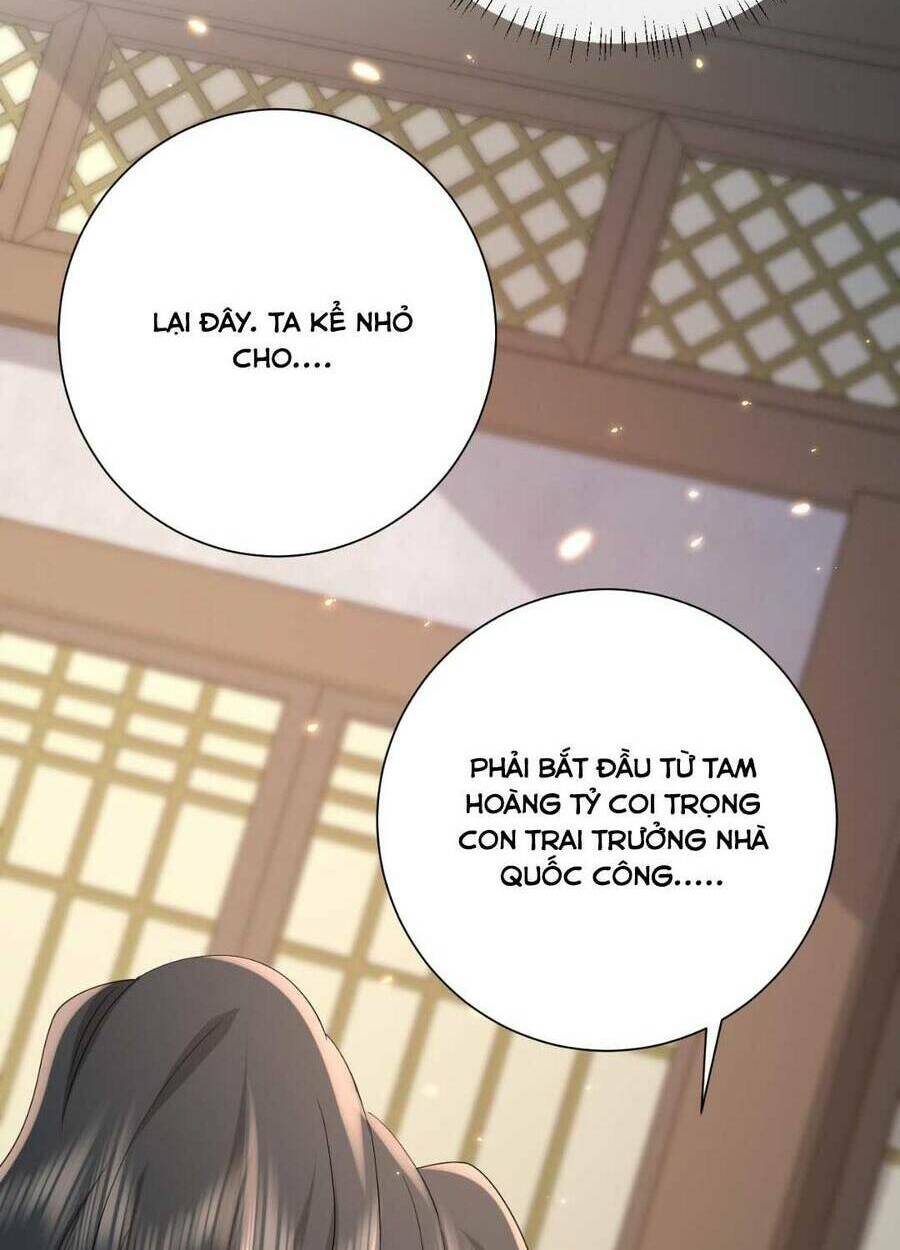 LẠI ĐÂY. TA KỂ NHỎ
CHO....
PHẢI BẮT ĐẦU TỪ TAM
HOÀNG TỶ COI TRỌNG
CON TRAI TRƯỞNG NHÀ
QUỐC CÔNG.....